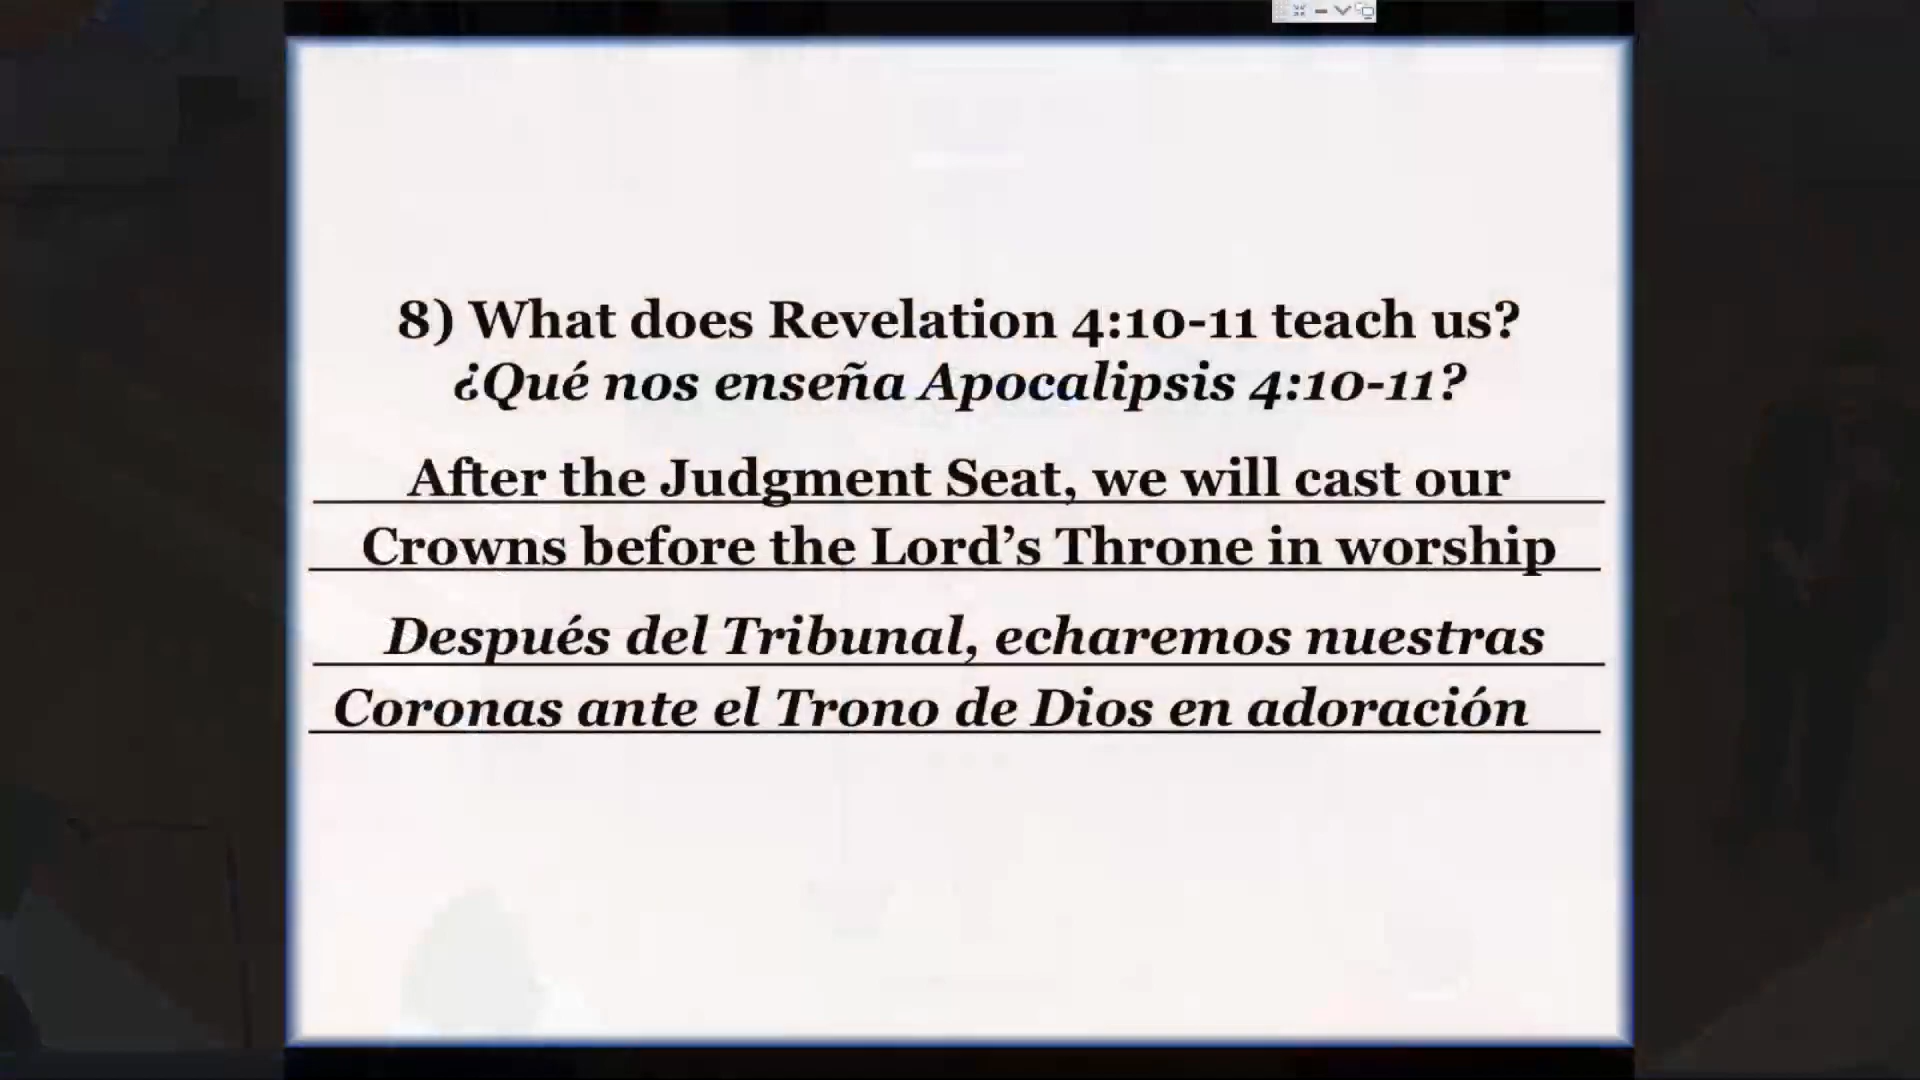 8) What does Revelation 4:10-11 teach us?
¿Qué nos enseña Apocalipsis 4:10-11?
After the Judgment Seat, we will cast our
Crowns before the Lord’s Throne in worship
Después del Tribunal, echaremos nuestras
Coronas ante el Trono de Dios en adoración